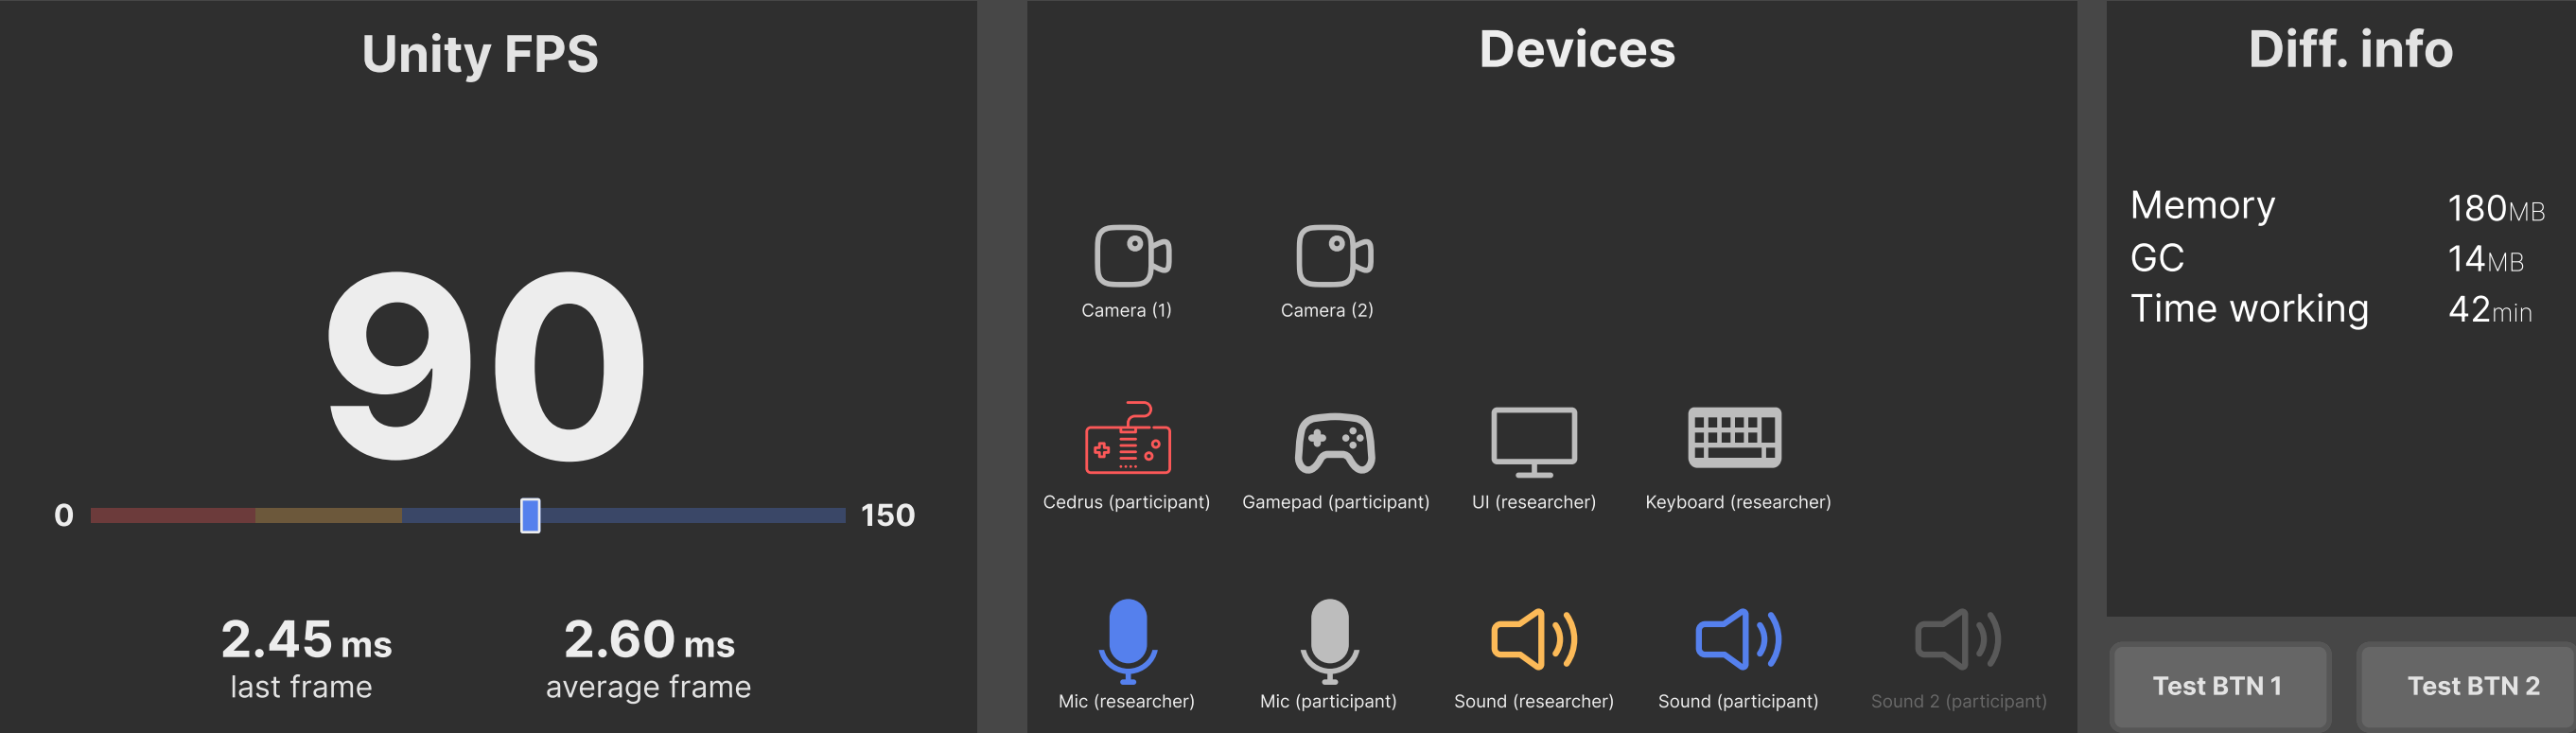 Unity FPS
90
0
150
2.45 ms
last frame
2.60 ms
average frame
Devices
Camera (1)
Camera (2)
Cedrus (participant)
Gamepad (participant)
UI (researcher)
Keyboard (researcher)
Mic (researcher)
Mic (participant)
Sound (researcher)
Sound (participant)
Sound 2 (participant)
Diff. info
Memory 180MB
GC 14MB
Time working 42min
Test BTN 1
Test BTN 2